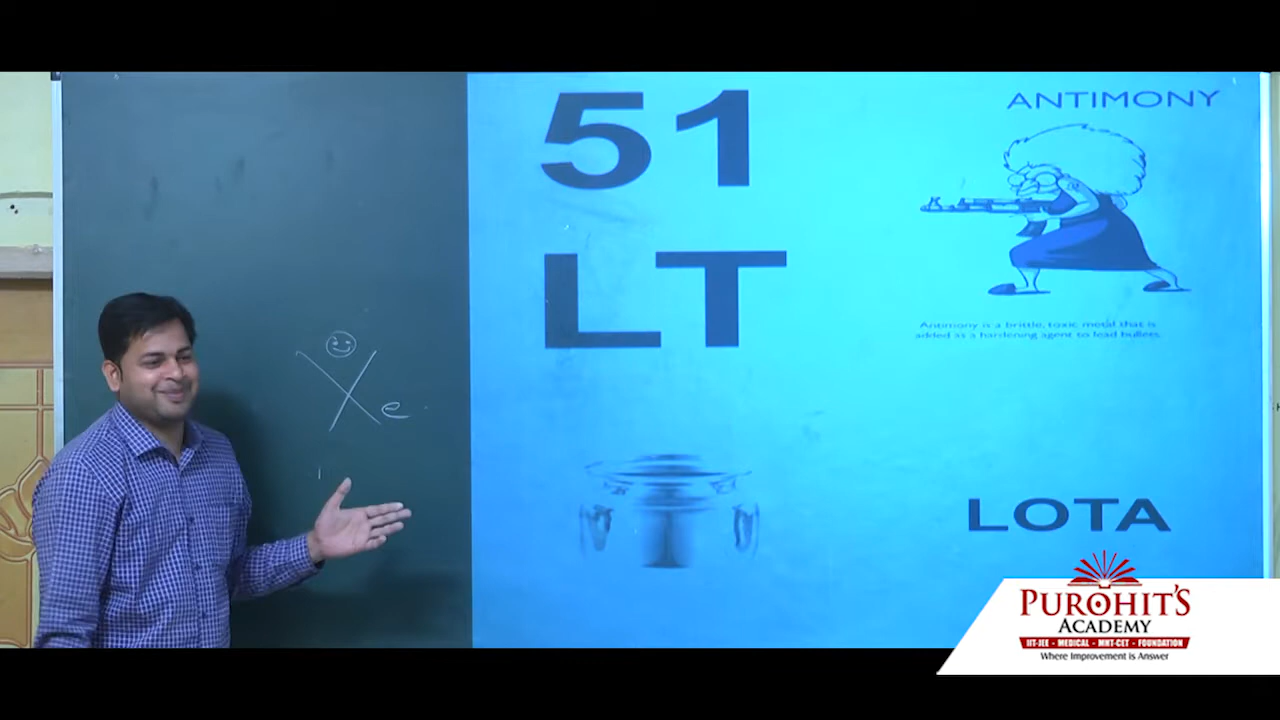 Xe
51
ANTIMONY
LT
Antimony is a brittle, toxic metal that is
added as a hardening agent to lead bullets.
LOTA
PUROHIT'S
ACADEMY
IIT-JEE - MEDICAL - MHT-CET - FOUNDATION
Where Improvement is Answer